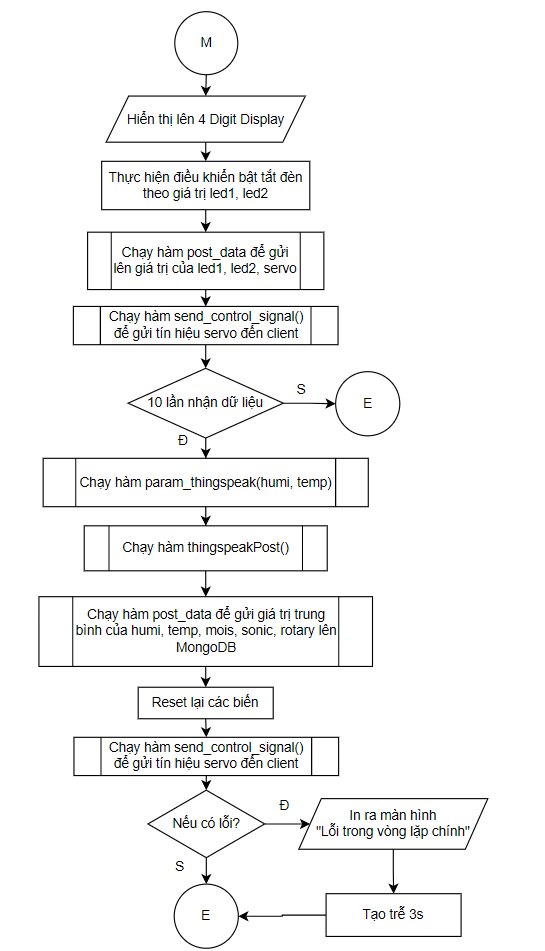 M
Hiển thị lên 4 Digit Display
Thực hiện điều khiển bật tắt đèn
theo giá trị led1, led2
Chạy hàm post_data để gửi
lên giá trị của led1, led2, servo
Chạy hàm send_control_signal()
để gửi tín hiệu servo đến client
10 lần nhận dữ liệu
S
E
Đ
Chạy hàm param_thingspeak(humi, temp)
Chạy hàm thingspeakPost()
Chạy hàm post_data để gửi giá trị trung
bình của humi, temp, mois, sonic, rotary lên
MongoDB
Reset lại các biến
Chạy hàm send_control_signal()
để gửi tín hiệu servo đến client
Nếu có lỗi?
Đ
In ra màn hình
"Lỗi trong vòng lặp chính"
S
E
Tạo trễ 3s